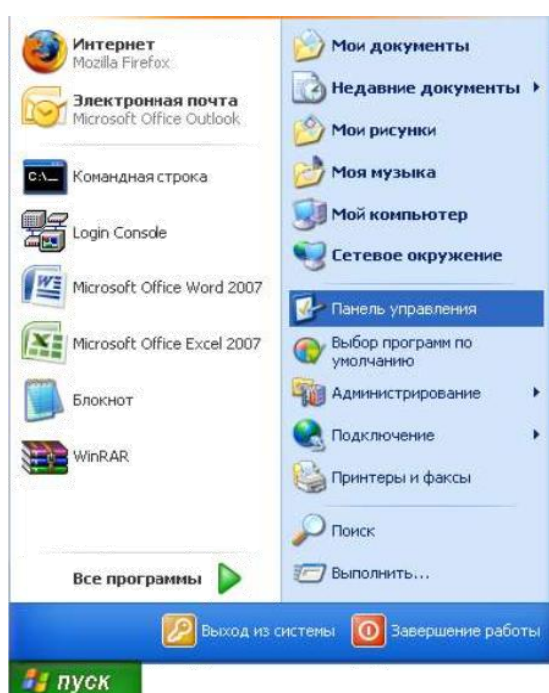 Интернет
Mozilla Firefox
Электронная почта
Microsoft Office Outlook
C:\_
Командная строка
Login Console
Microsoft Office Word 2007
Microsoft Office Excel 2007
Блокнот
WinRAR
Все программы
Мои документы
Недавние документы
Мои рисунки
Моя музыка
Мой компьютер
Сетевое окружение
Панель управления
Выбор программ по
умолчанию
Администрирование
Подключение
Принтеры и факсы
Поиск
Выполнить...
Выход из системы
Завершение работы
пуск